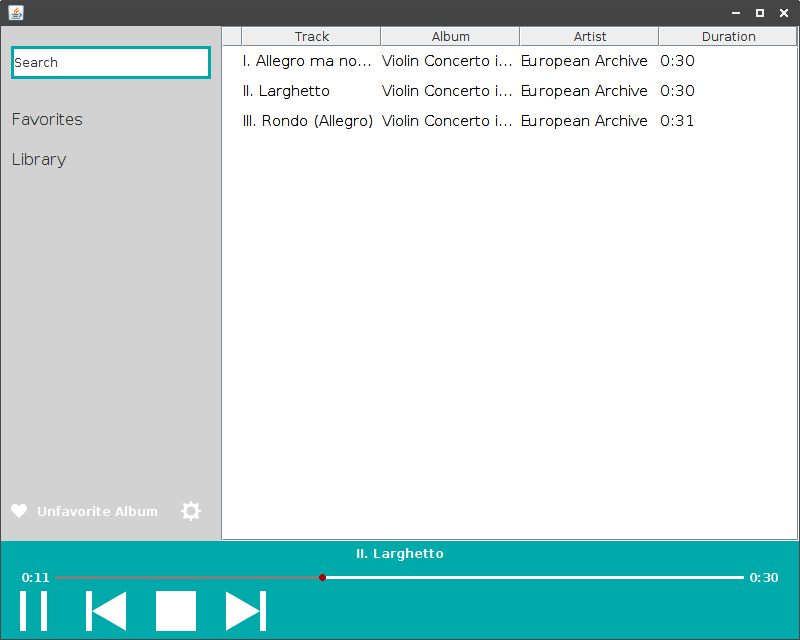 Search
Favorites
Library
Unfavorite Album
Track Album Artist Duration
I. Allegro ma no... Violin Concerto i... European Archive 0:30
II. Larghetto Violin Concerto i... European Archive 0:30
III. Rondo (Allegro) Violin Concerto i... European Archive 0:31
II. Larghetto
0:11 0:30